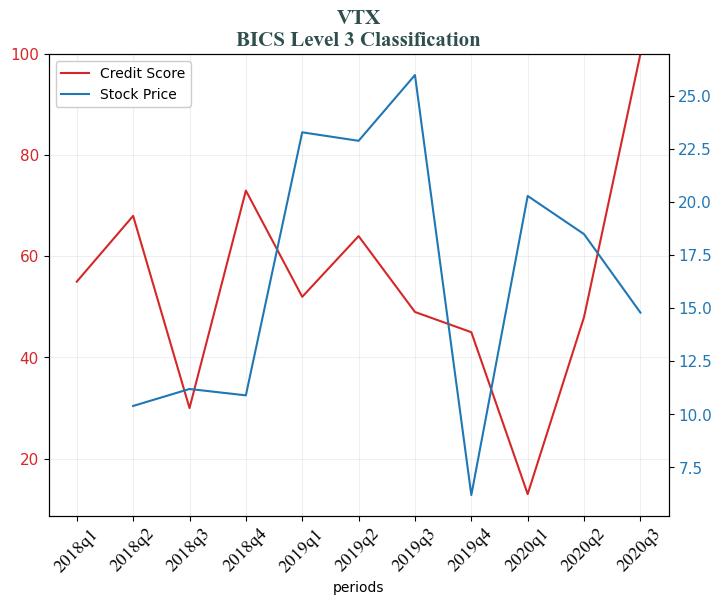 VTX
BICS Level 3 Classification
Credit Score
Stock Price
100
80
60
40
20
25.0
22.5
20.0
17.5
15.0
12.5
10.0
7.5
2018q1
2018q2
2018q3
2018q4
2019q1
2019q2
2019q3
2019q4
2020q1
2020q2
2020q3
periods